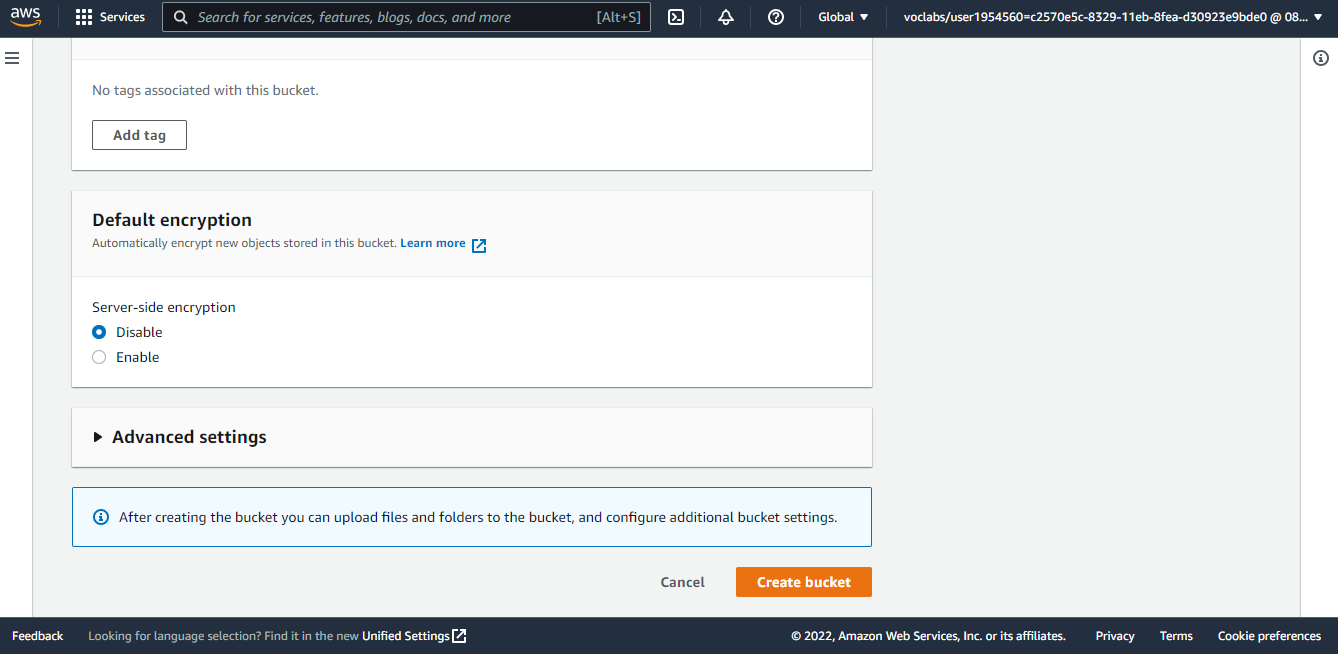 aws Services Search for services, features, blogs, docs, and more [Alt+S] Global voclabs/user1954560=c2570e5c-8329-11eb-8fea-d30923e9bde0 @ 08...
No tags associated with this bucket.
Add tag
Default encryption
Automatically encrypt new objects stored in this bucket. Learn more
Server-side encryption
Disable
Enable
Advanced settings
After creating the bucket you can upload files and folders to the bucket, and configure additional bucket settings.
Cancel Create bucket
Feedback Looking for language selection? Find it in the new Unified Settings © 2022, Amazon Web Services, Inc. or its affiliates. Privacy Terms Cookie preferences